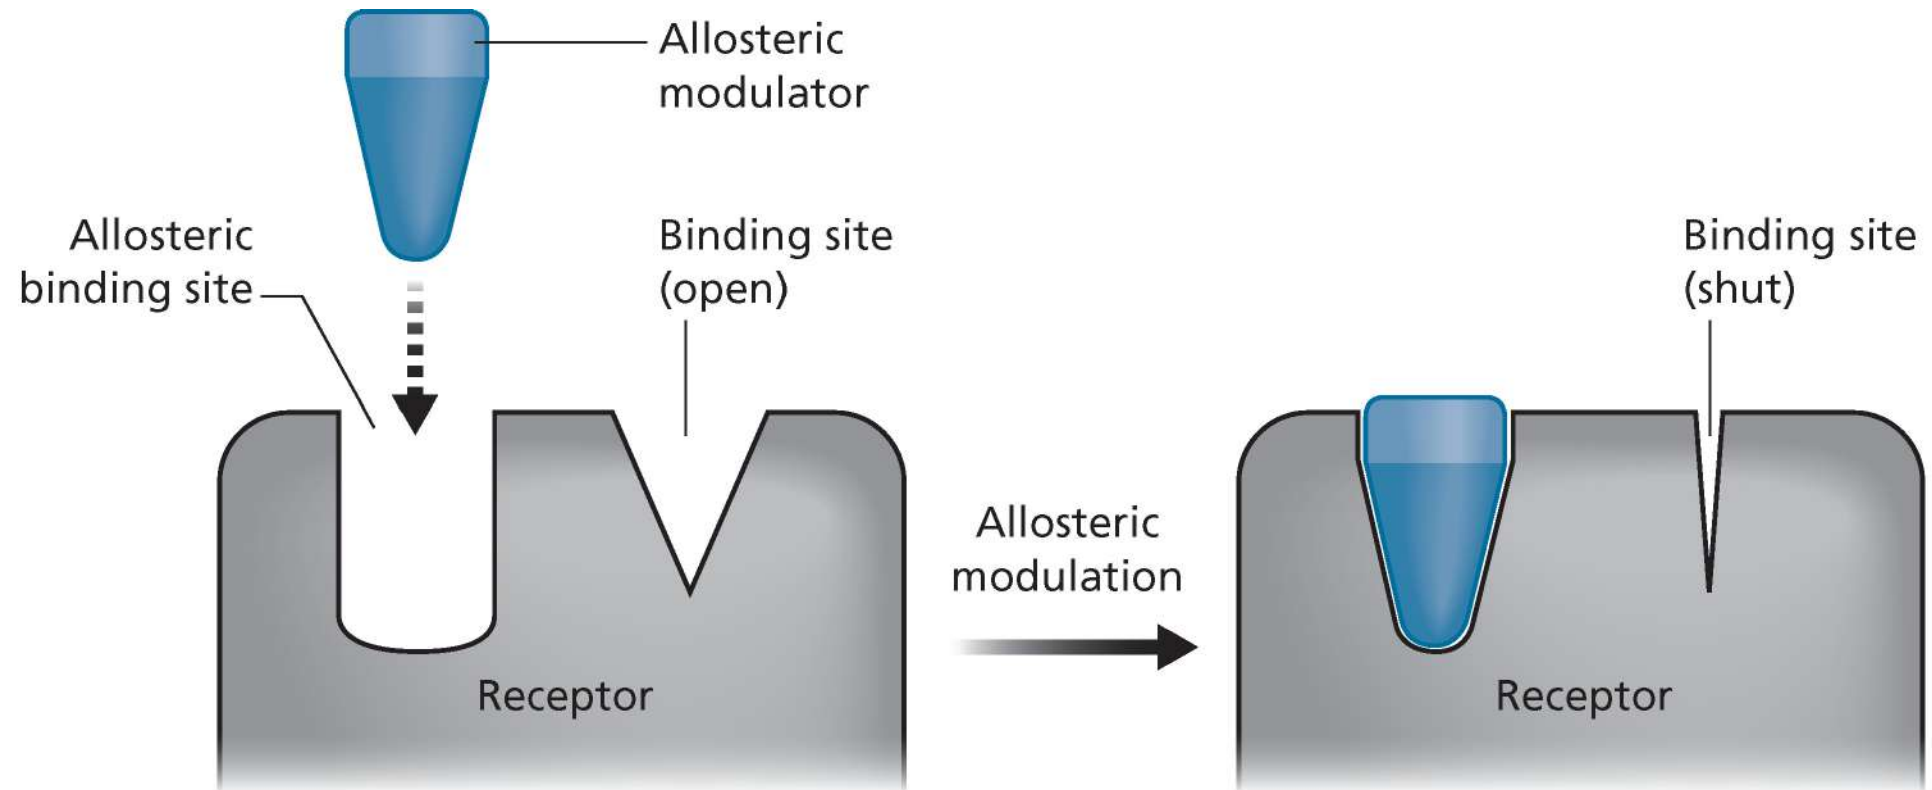 Allosteric
modulator
Allosteric
binding site
Binding site
(open)
Receptor
Allosteric
modulation
Binding site
(shut)
Receptor